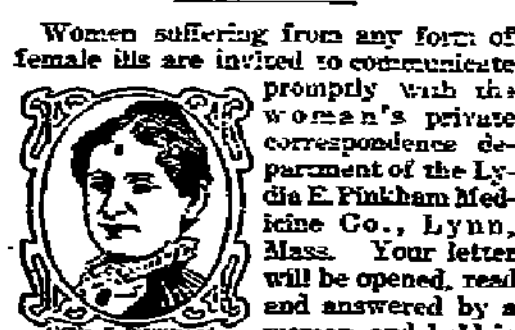 Women suffering from any form of
female ills are invited to communicate
promptly with the
woman's private
correspondence de-
partment of the Ly-
dia E. Pinkham Med-
icine Co., Lynn,
Mass. Your letter
will be opened, read
and answered by a
woman and